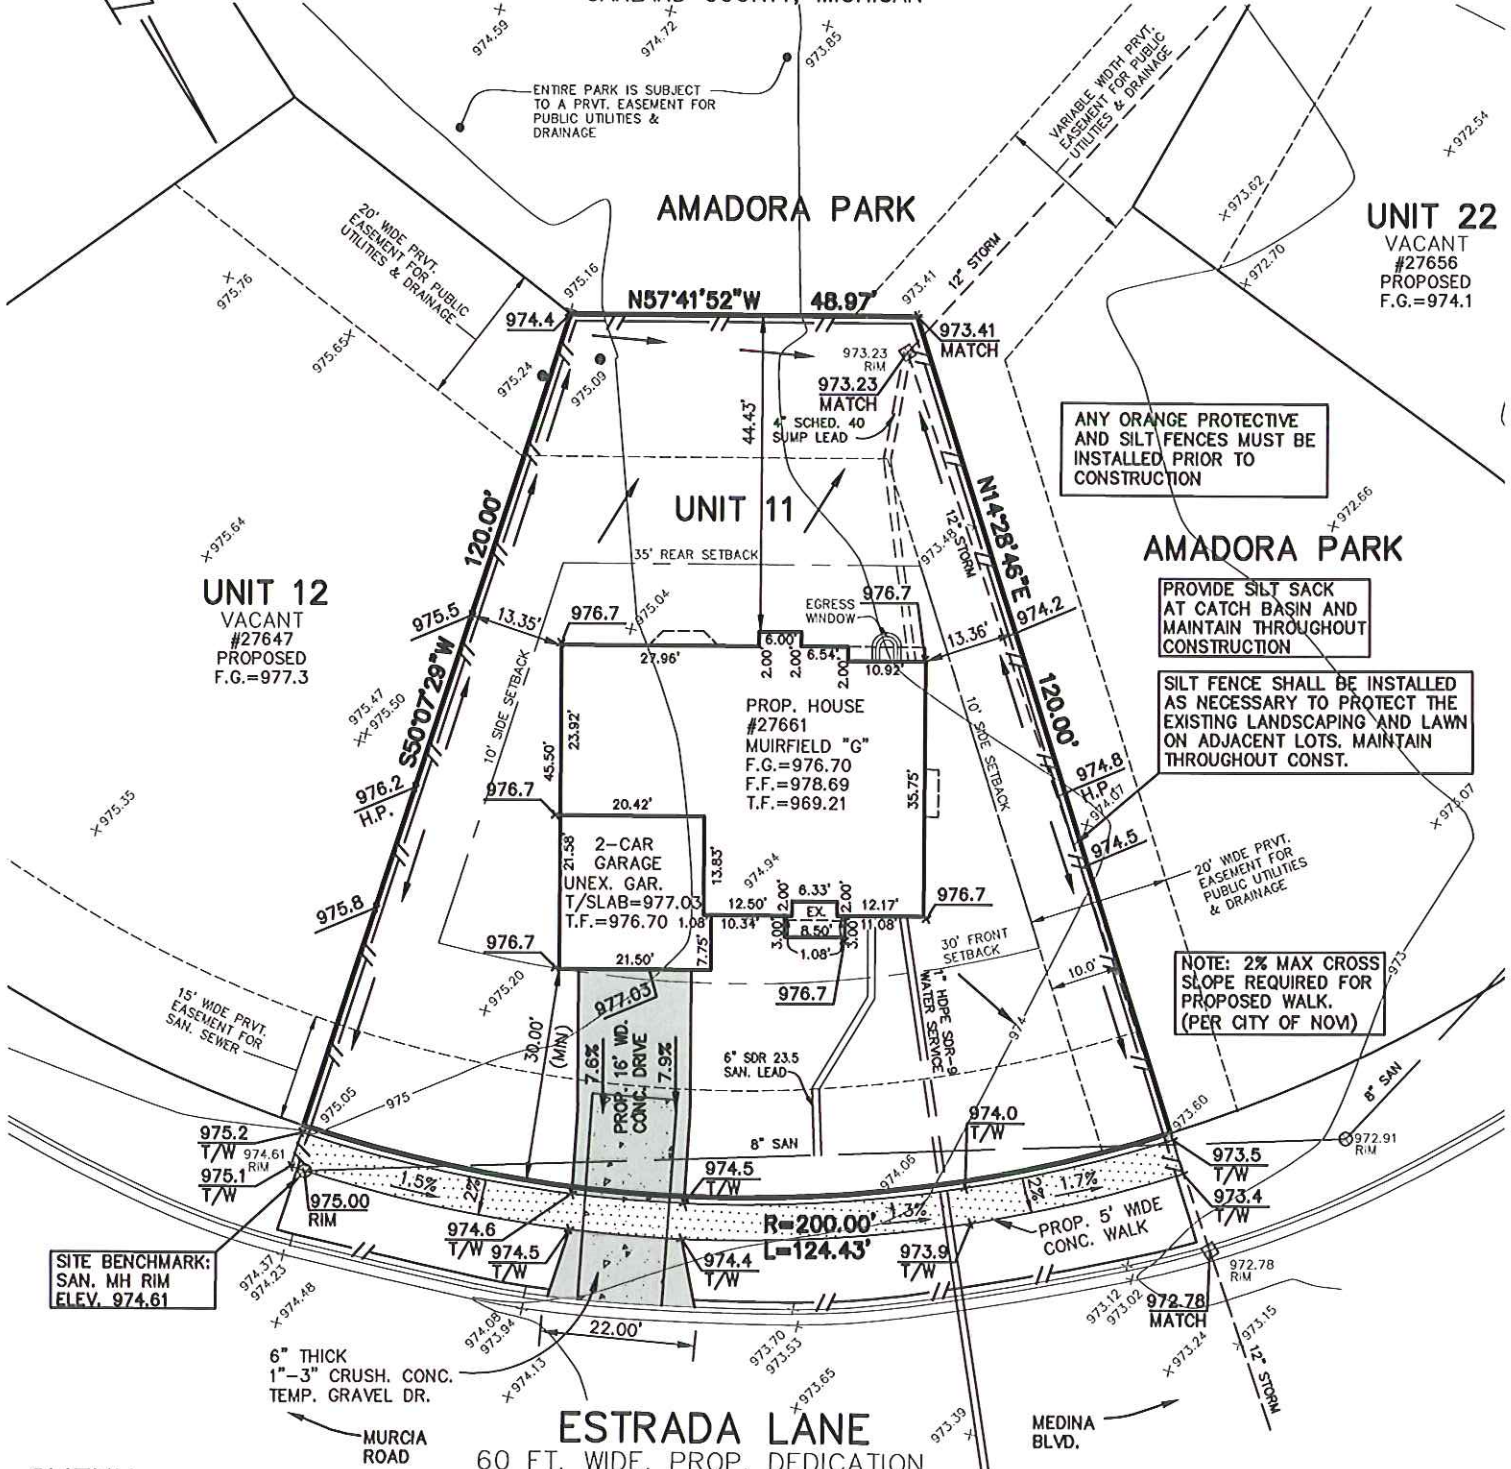 974.59
974.72
973.85
ENTIRE PARK IS SUBJECT
TO A PRVT. EASEMENT FOR
PUBLIC UTILITIES &
DRAINAGE
VARIABLE WIDTH PRVT.
EASEMENT FOR PUBLIC
UTILITIES & DRAINAGE
972.54
973.62
972.70
AMADORA PARK
UNIT 22
VACANT
#27656
PROPOSED
F.G.=974.1
20' WIDE PRVT.
EASEMENT FOR PUBLIC
UTILITIES & DRAINAGE
975.76
975.65
975.16
N57°41'52"W 48.97'
973.41
12" STORM
974.4
973.41
MATCH
973.23
RIM
973.23
MATCH
975.24
975.09
44.43'
4" SCHED. 40
SUMP LEAD
ANY ORANGE PROTECTIVE
AND SILT FENCES MUST BE
INSTALLED PRIOR TO
CONSTRUCTION
972.66
975.64
120.00'
UNIT 11
N14°28'46"E
12" STORM
973.48
AMADORA PARK
35' REAR SETBACK
UNIT 12
VACANT
#27647
PROPOSED
F.G.=977.3
PROVIDE SILT SACK
AT CATCH BASIN AND
MAINTAIN THROUGHOUT
CONSTRUCTION
975.5
13.35'
976.7
975.04
EGRESS
WINDOW
976.7
13.36'
974.2
27.96'
6.00'
2.00'
2.00'
6.54'
2.00'
10.92'
SILT FENCE SHALL BE INSTALLED
AS NECESSARY TO PROTECT THE
EXISTING LANDSCAPING AND LAWN
ON ADJACENT LOTS. MAINTAIN
THROUGHOUT CONST.
S50°07'29"W
10' SIDE SETBACK
23.92'
45.50'
PROP. HOUSE
#27661
MUIRFIELD "G"
F.G.=976.70
F.F.=978.69
T.F.=969.21
35.75'
10' SIDE SETBACK
120.00'
975.47
975.50
976.2
H.P.
976.7
974.8
H.P.
974.07
974.5
973.07
975.35
20.42'
21.58'
2-CAR
GARAGE
UNEX. GAR.
T/SLAB=977.03
T.F.=976.70
13.83'
974.94
6.33'
2.00'
2.00'
12.50'
EX.
12.17'
1.08'
10.34'
3.00'
8.50'
3.00'
11.08'
1.08'
976.7
20' WIDE PRVT.
EASEMENT FOR
PUBLIC UTILITIES
& DRAINAGE
975.8
976.7
21.50'
7.75'
976.7
30' FRONT
SETBACK
10.0'
973
NOTE: 2% MAX CROSS
SLOPE REQUIRED FOR
PROPOSED WALK.
(PER CITY OF NOVI)
15' WIDE PRVT.
EASEMENT FOR
SAN. SEWER
975.20
977.03
30.00'
(MIN)
7.6%
PROP. 16' WD.
CONC. DRIVE
7.9%
6" SDR 23.5
SAN. LEAD
1" HDPE SDR-9
WATER SERVICE
974
8" SAN
975.05
975
8" SAN
974.0
T/W
973.60
972.91
RIM
975.2
T/W
974.61
RIM
975.1
T/W
975.00
RIM
1.5%
2%
974.5
T/W
974.06
2%
1.7%
973.5
T/W
973.4
T/W
974.6
T/W
974.5
T/W
R=200.00'
L=124.43'
1.3%
974.4
T/W
973.9
T/W
PROP. 5' WIDE
CONC. WALK
SITE BENCHMARK:
SAN. MH RIM
ELEV. 974.61
974.37
974.23
974.48
972.78
RIM
972.78
MATCH
973.12
973.02
973.24
973.15
12" STORM
974.08
973.94
974.13
22.00'
973.70
973.53
973.65
973.39
6" THICK
1"-3" CRUSH. CONC.
TEMP. GRAVEL DR.
MURCIA
ROAD
ESTRADA LANE
60 FT. WIDE, PROP. DEDICATION
MEDINA
BLVD.